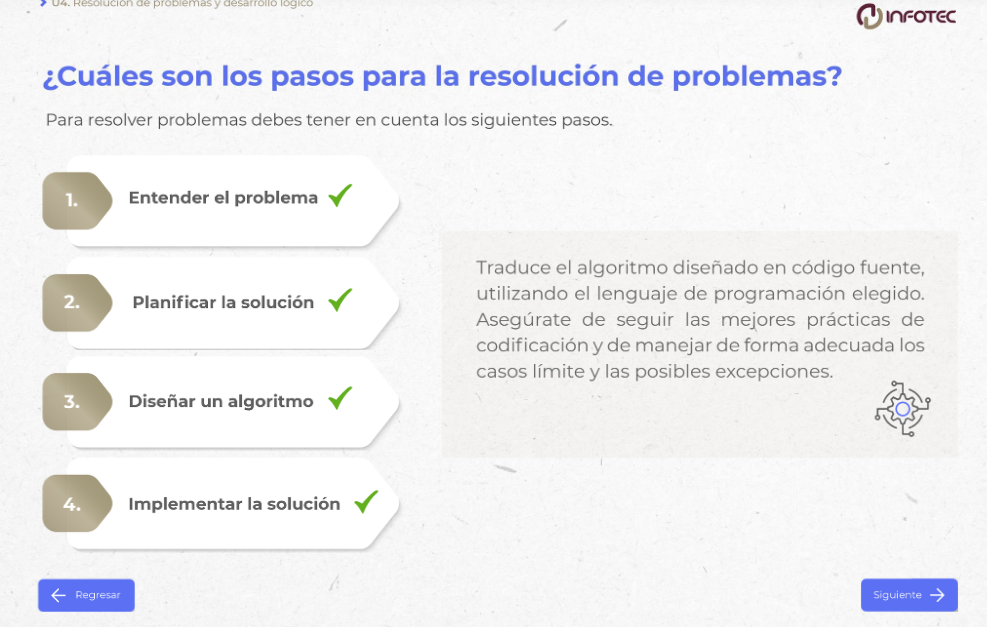 04. Resolución de problemas y desarrollo lógico
INFOTEC
¿Cuáles son los pasos para la resolución de problemas?
Para resolver problemas debes tener en cuenta los siguientes pasos.
1.
Entender el problema
2.
Planificar la solución
3.
Diseñar un algoritmo
4.
Implementar la solución
Traduce el algoritmo diseñado en código fuente,
utilizando el lenguaje de programación elegido.
Asegúrate de seguir las mejores prácticas de
codificación y de manejar de forma adecuada los
casos límite y las posibles excepciones.
Regresar
Siguiente